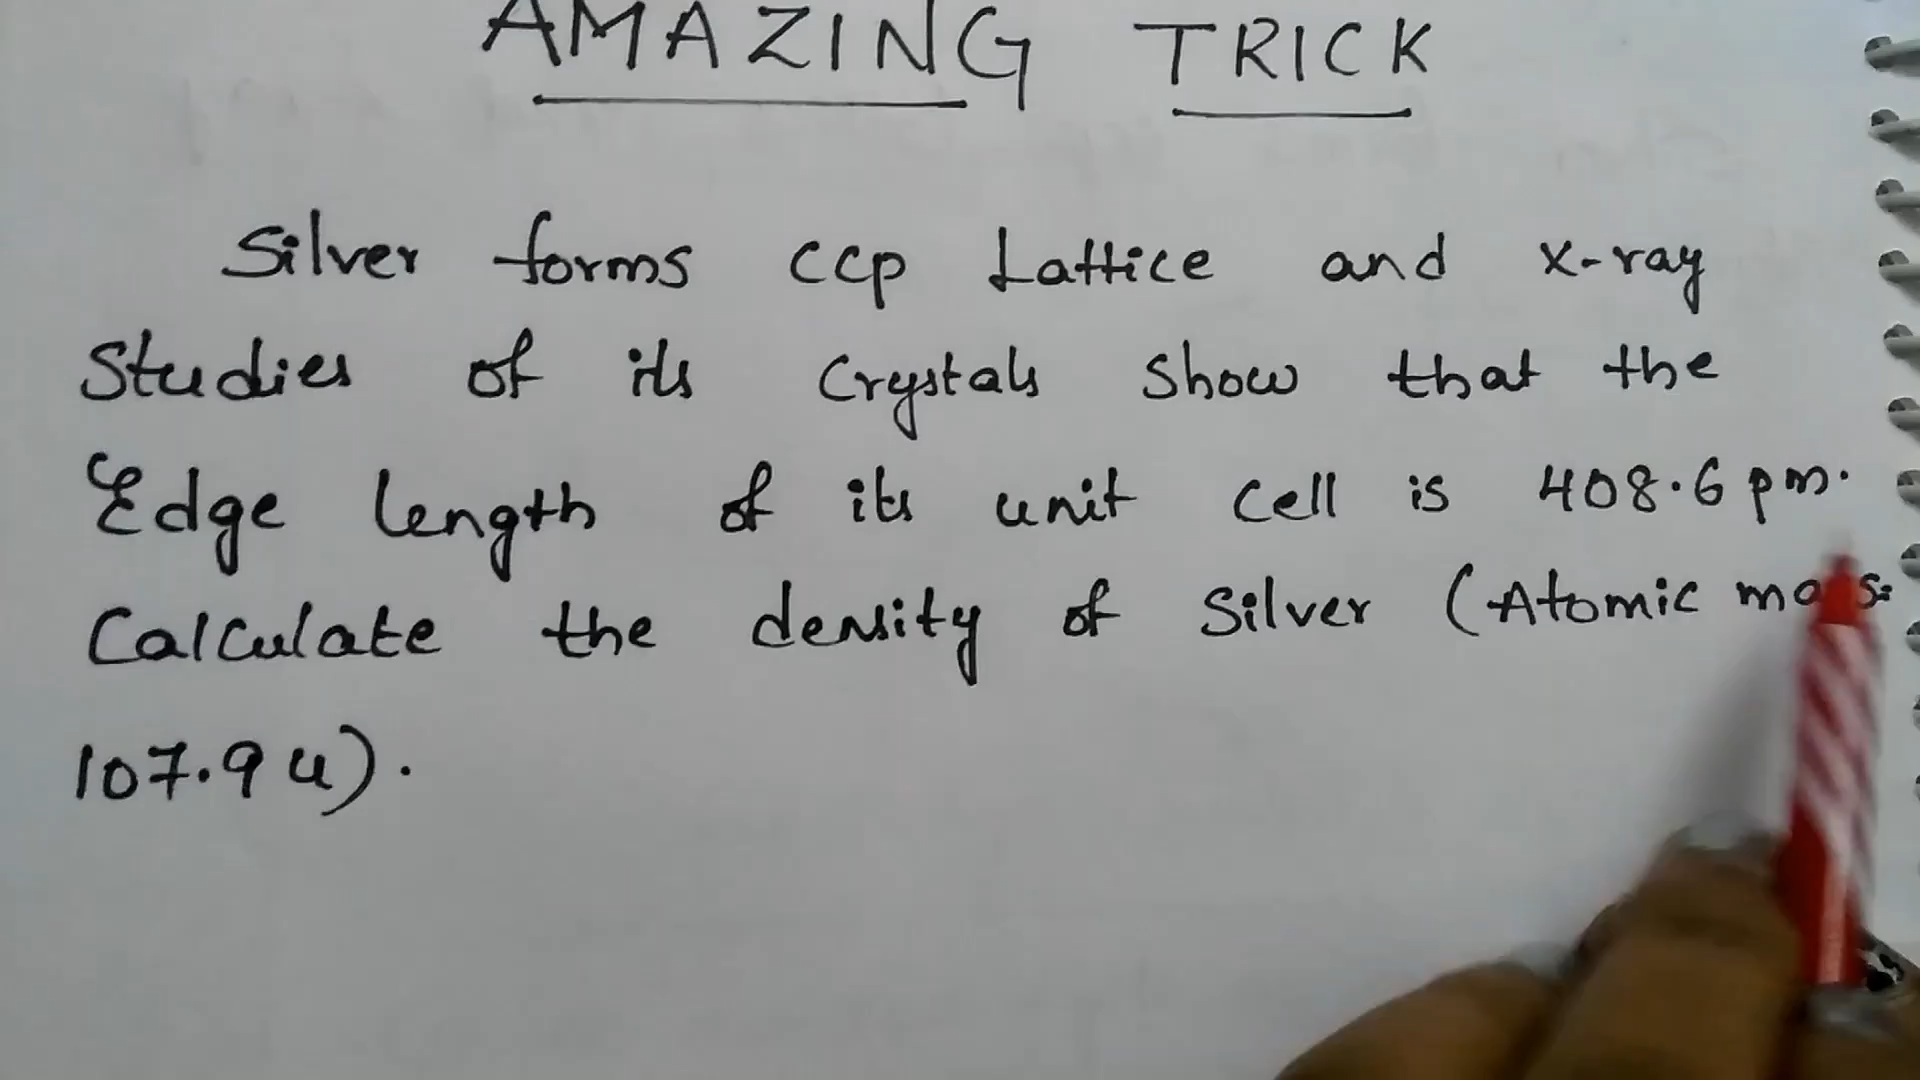 AMAZING TRICK
Silver forms ccp Lattice and x-ray
Studies of its Crystals show that the
Edge length of its unit Cell is 408.6 pm.
Calculate the density of Silver (Atomic mass
107.9 u).